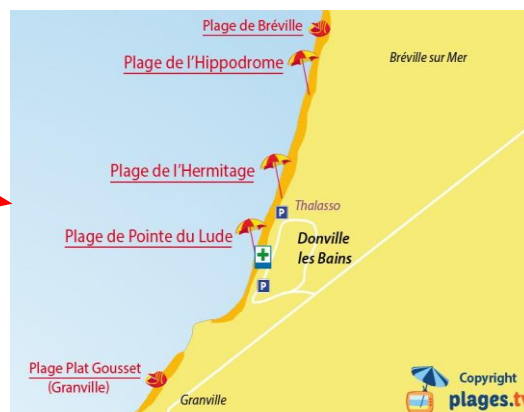 Plage de Bréville
Plage de l'Hippodrome
Bréville sur Mer
Plage de l'Hermitage
P
Thalasso
Plage de Pointe du Lude
Donville
les Bains
P
Plage Plat Gousset
(Granville)
Granville
Copyright
plages.tv